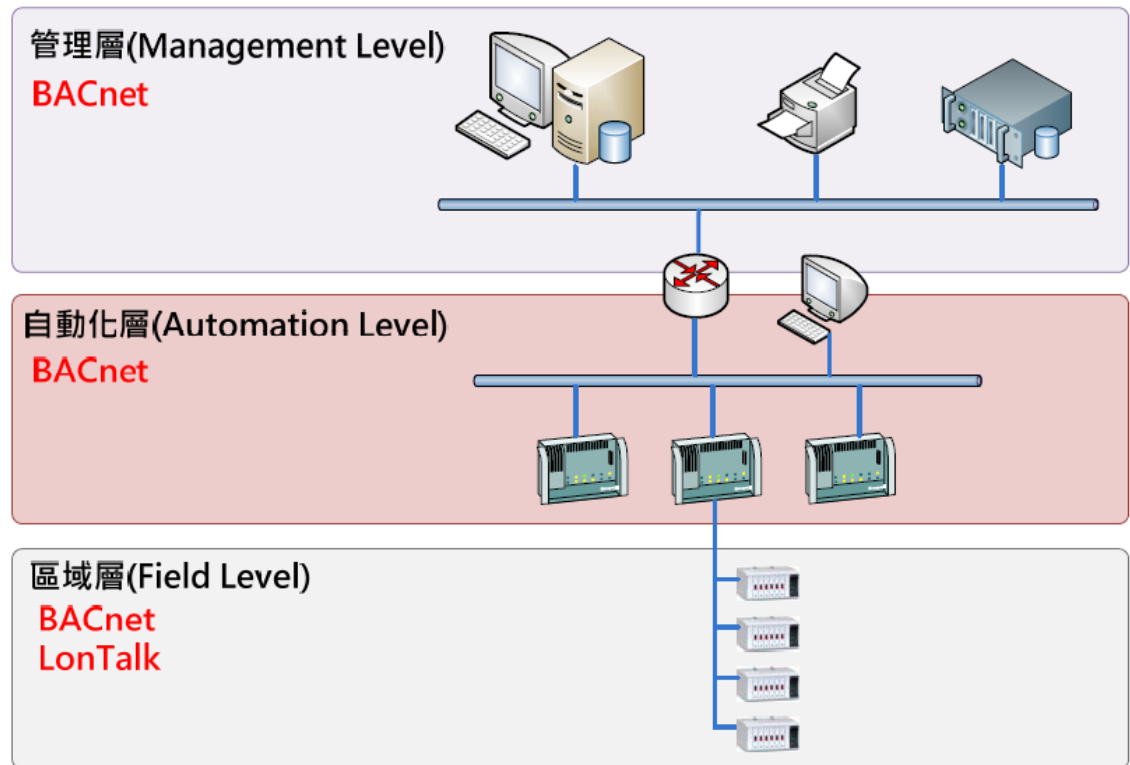 管理層(Management Level)
BACnet
自動化層(Automation Level)
BACnet
區域層(Field Level)
BACnet
LonTalk